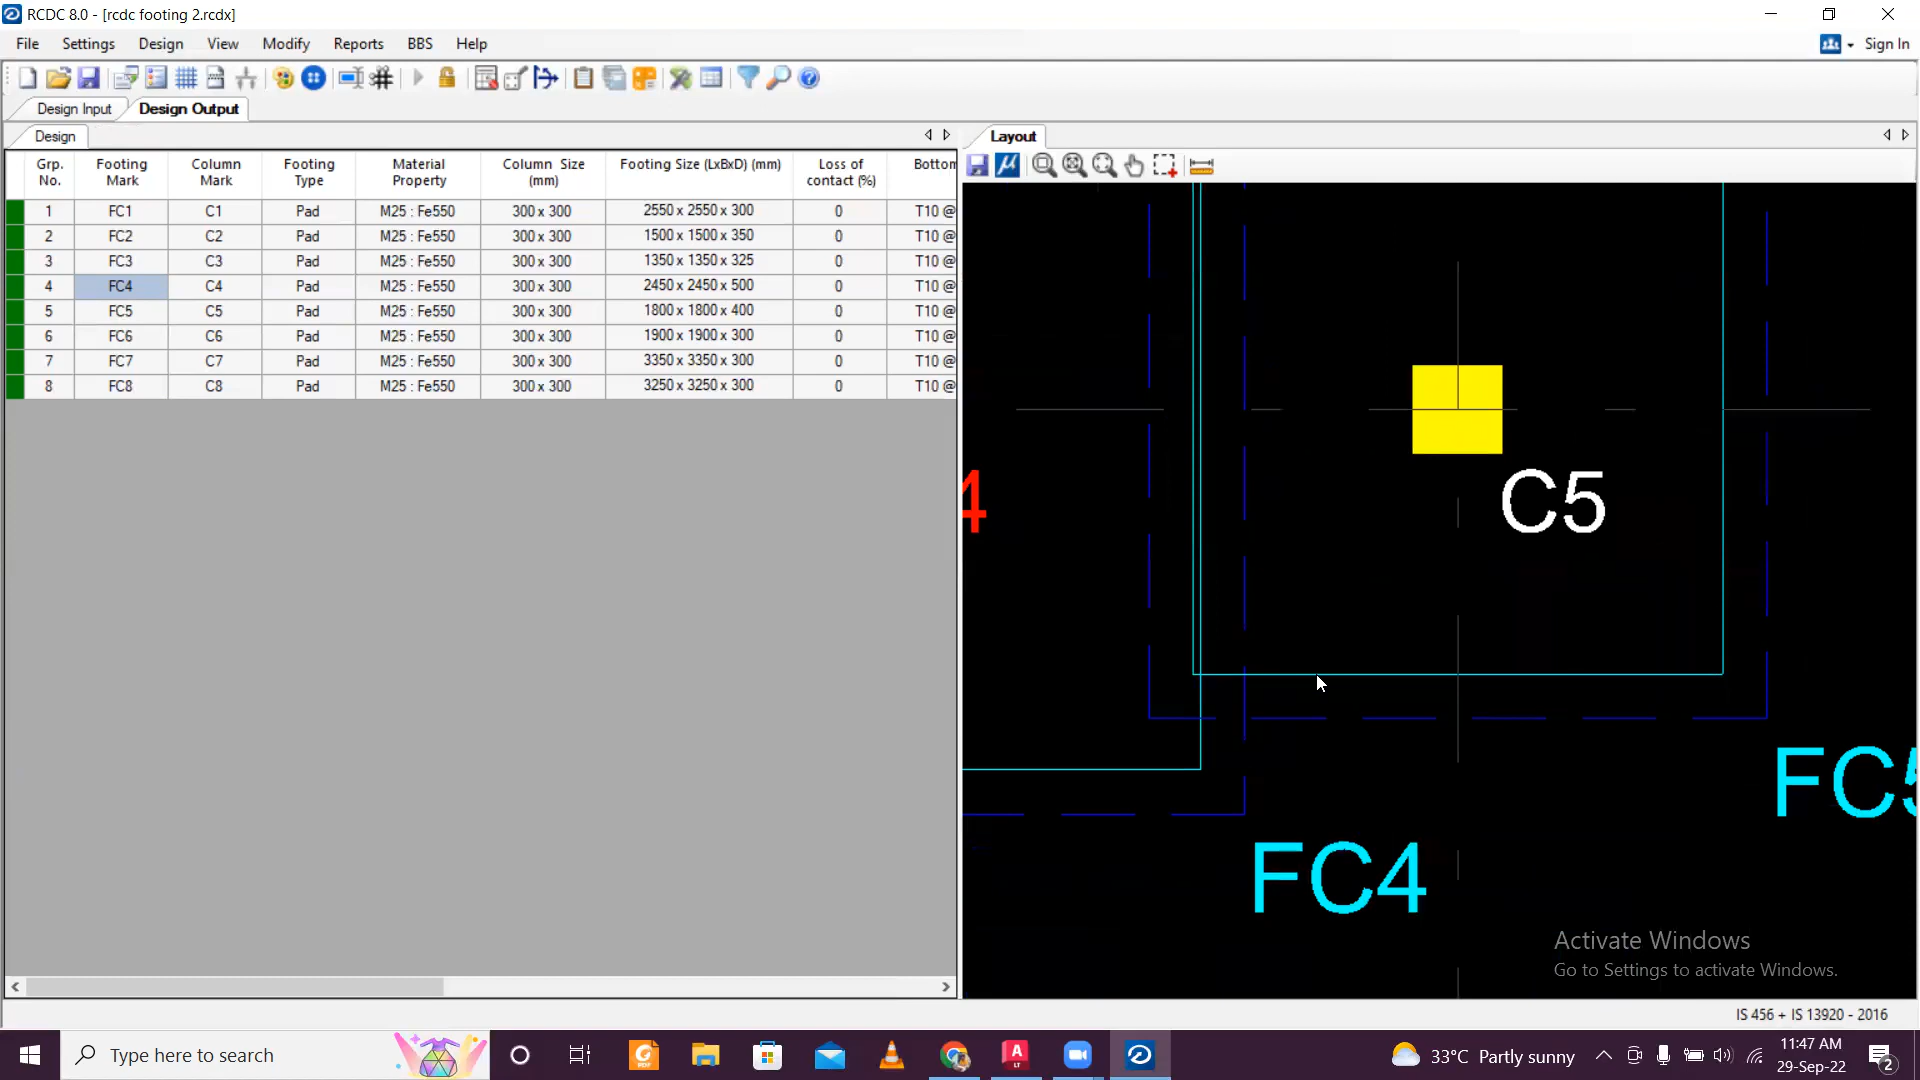 RCDC 8.0 - [rcdc footing 2.rcdx]
File Settings Design View Modify Reports BBS Help Sign In
Design Input Design Output
Design
Grp. No. Footing Mark Column Mark Footing Type Material Property Column Size (mm) Footing Size (LxBxD) (mm) Loss of contact (%) Bottom
1 FC1 C1 Pad M25 : Fe550 300 x 300 2550 x 2550 x 300 0 T10 @
2 FC2 C2 Pad M25 : Fe550 300 x 300 1500 x 1500 x 350 0 T10 @
3 FC3 C3 Pad M25 : Fe550 300 x 300 1350 x 1350 x 325 0 T10 @
4 FC4 C4 Pad M25 : Fe550 300 x 300 2450 x 2450 x 500 0 T10 @
5 FC5 C5 Pad M25 : Fe550 300 x 300 1800 x 1800 x 400 0 T10 @
6 FC6 C6 Pad M25 : Fe550 300 x 300 1900 x 1900 x 300 0 T10 @
7 FC7 C7 Pad M25 : Fe550 300 x 300 3350 x 3350 x 300 0 T10 @
8 FC8 C8 Pad M25 : Fe550 300 x 300 3250 x 3250 x 300 0 T10 @
Layout
4
C5
FC5
FC4
Activate Windows
Go to Settings to activate Windows.
IS 456 + IS 13920 - 2016
Type here to search
33°C Partly sunny
11:47 AM
29-Sep-22
2